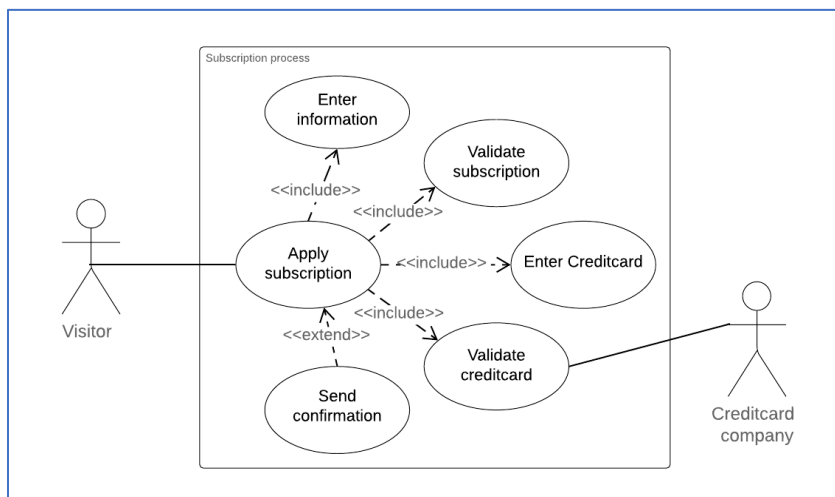 Subscription process
Enter
information
Validate
subscription
<<include>>
<<include>>
Apply
subscription
<<include>>
Enter Creditcard
Visitor
<<include>>
<<extend>>
Validate
creditcard
Send
confirmation
Creditcard
company